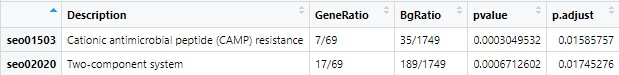 Description GeneRatio BgRatio pvalue p.adjust
seo01503 Cationic antimicrobial peptide (CAMP) resistance 7/69 35/1749 0.0003049532 0.01585757
seo02020 Two-component system 17/69 189/1749 0.0006712602 0.01745276